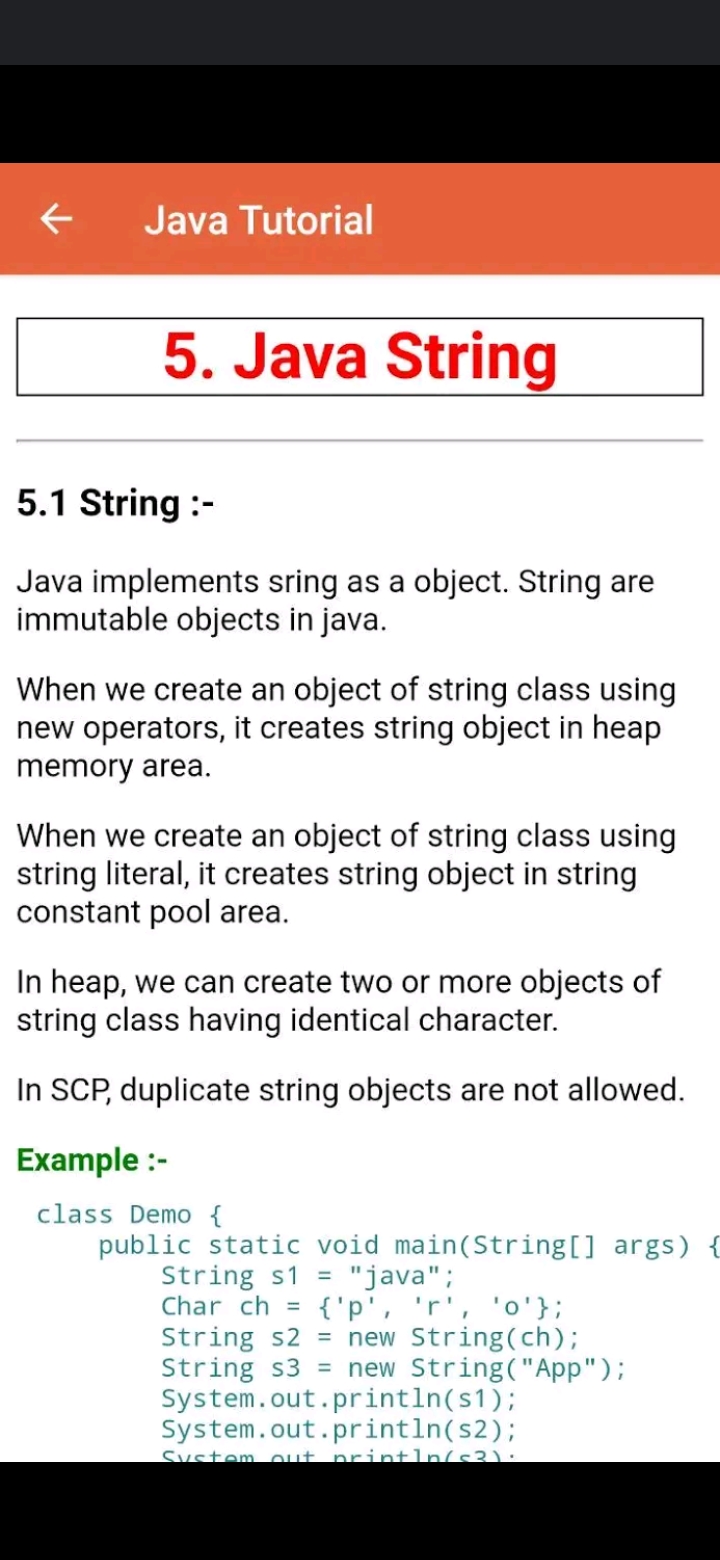 Java Tutorial
5. Java String
5.1 String :-
Java implements sring as a object. String are
immutable objects in java.
When we create an object of string class using
new operators, it creates string object in heap
memory area.
When we create an object of string class using
string literal, it creates string object in string
constant pool area.
In heap, we can create two or more objects of
string class having identical character.
In SCP, duplicate string objects are not allowed.
Example :-
class Demo {
public static void main(String[] args) {
String s1 = "java";
Char ch = {'p', 'r', 'o'};
String s2 = new String(ch);
String s3 = new String("App");
System.out.println(s1);
System.out.println(s2);
System.out.println(s3);